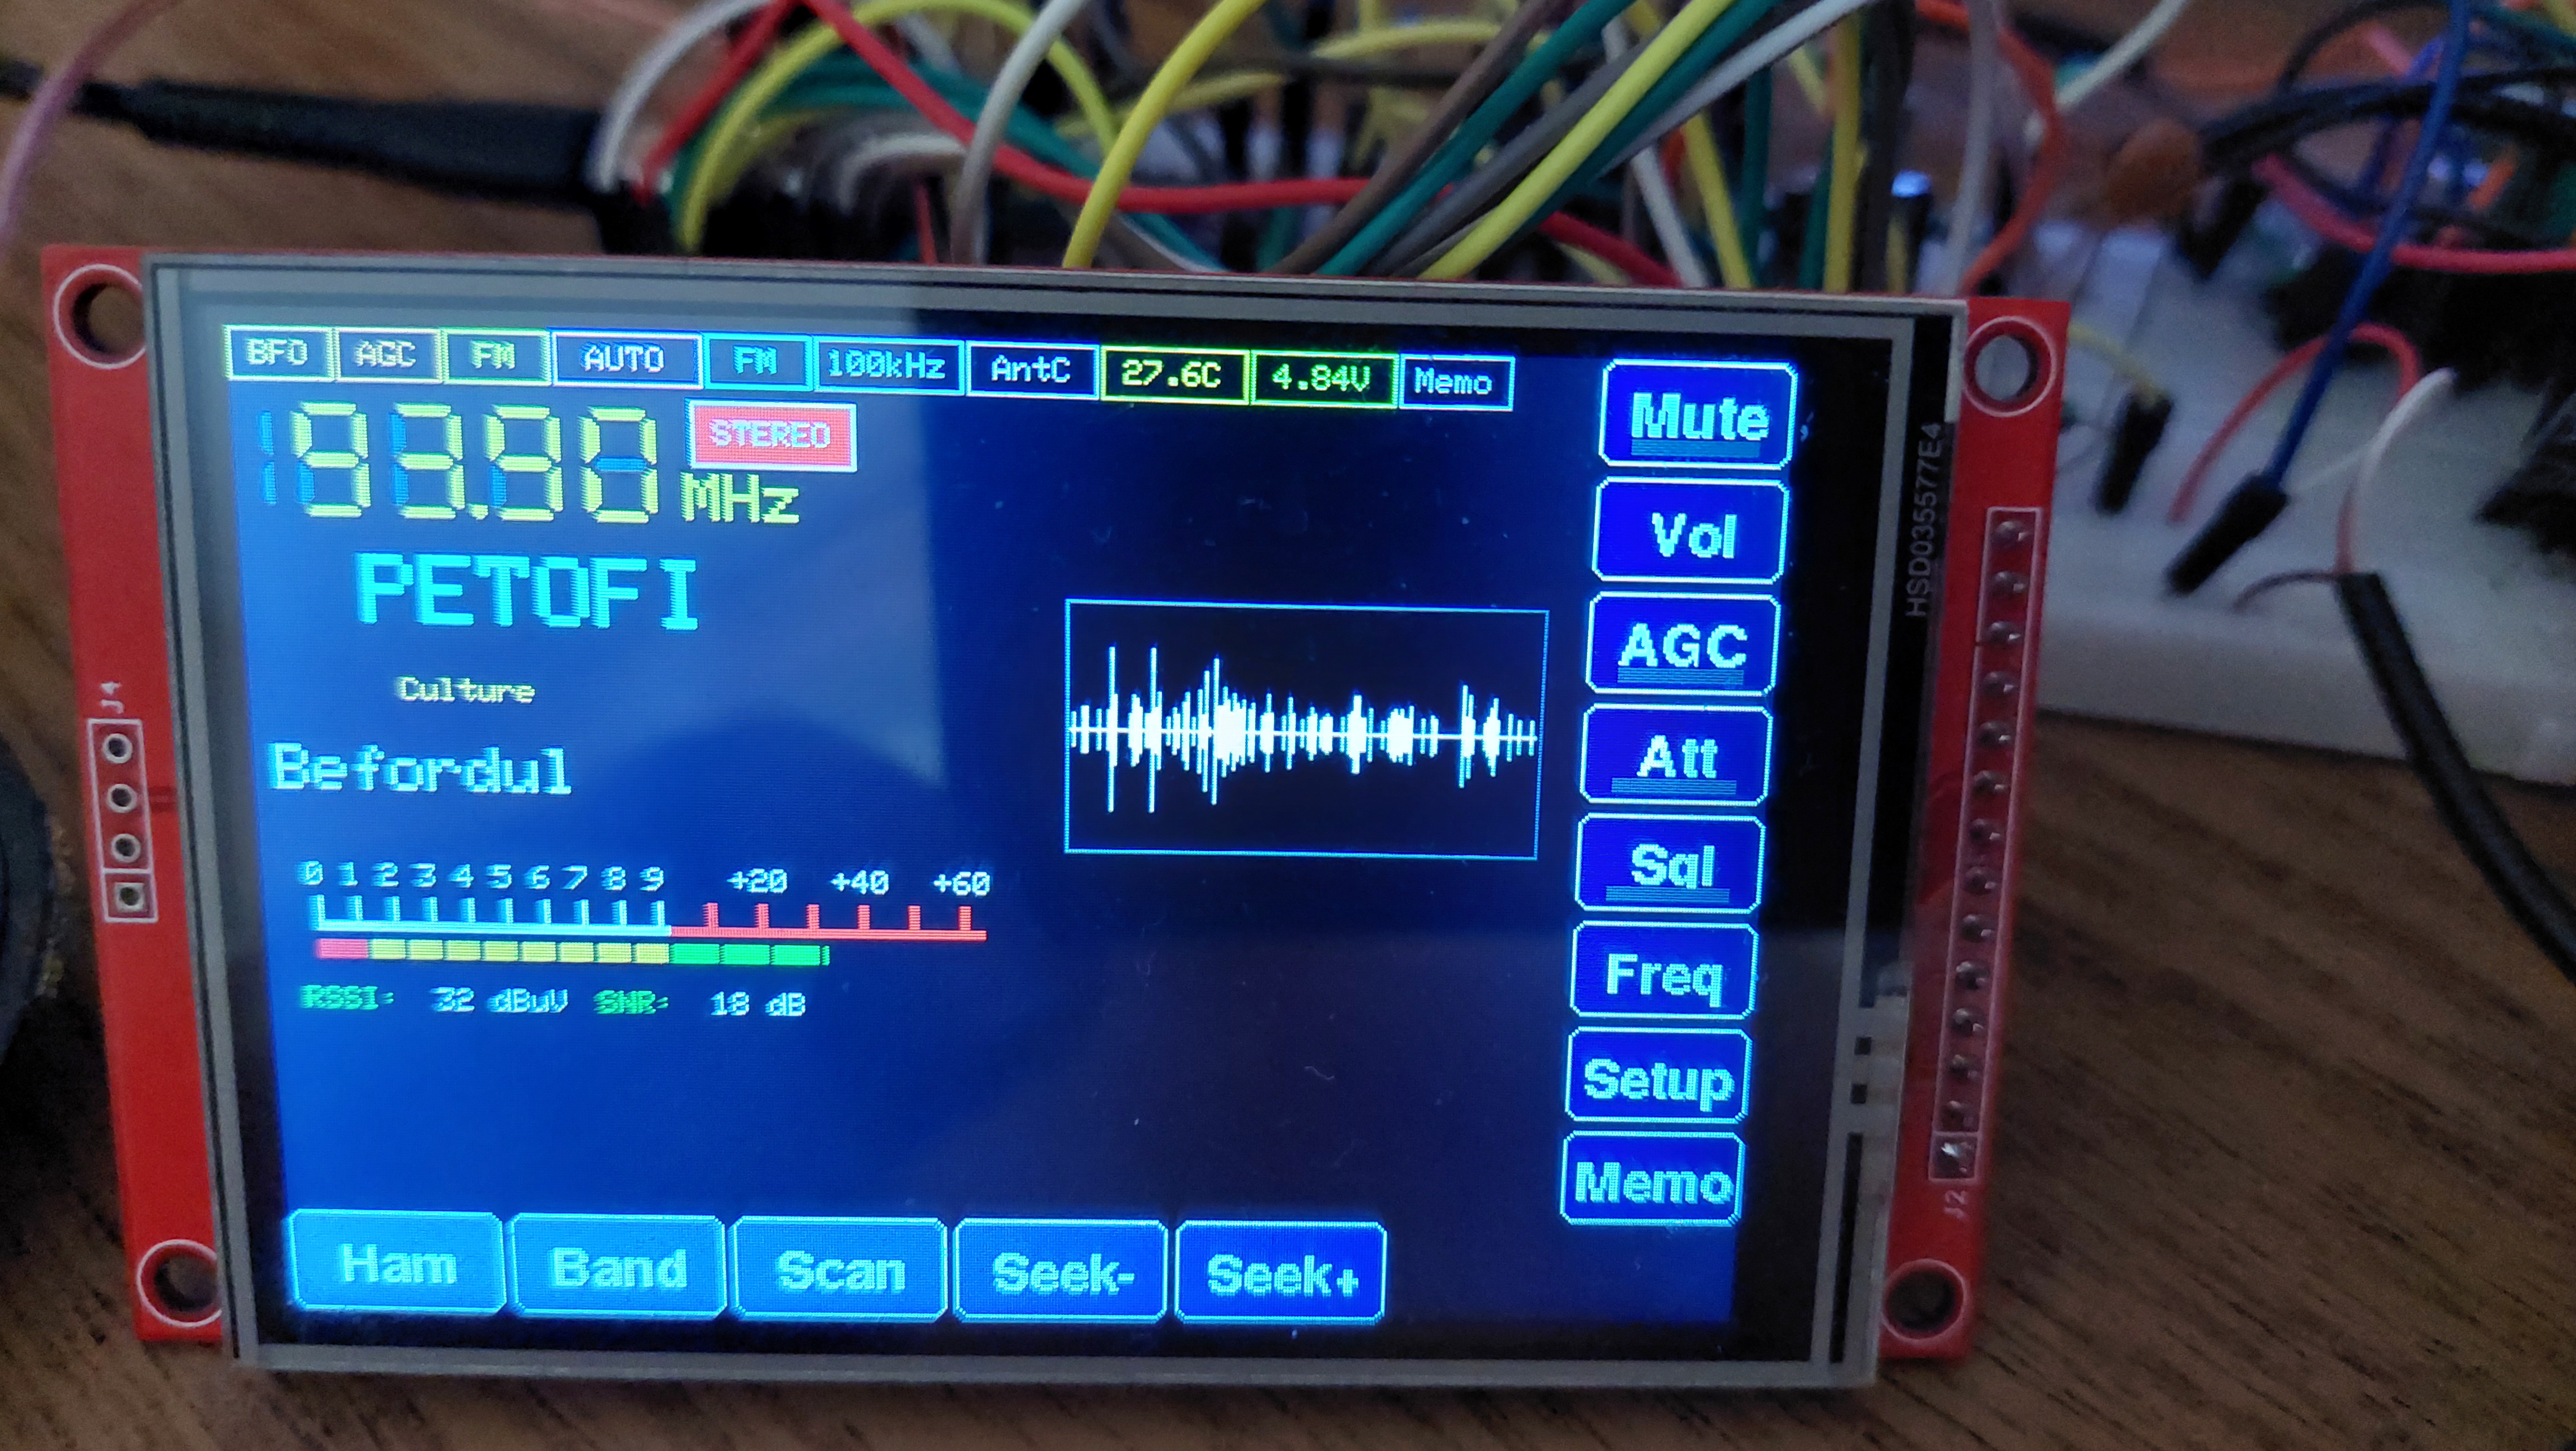 BFO AGC FM AUTO FM 100kHz AntC 27.6C 4.84V Memo
93.90 MHz STEREO
PETOFI
Culture
Befordul
0 1 2 3 4 5 6 7 8 9 +20 +40 +60
RSSI: 32 dBuV SNR: 18 dB
Mute
Vol
AGC
Att
Sql
Freq
Setup
Memo
Ham Band Scan Seek- Seek+
J4
HSD035577E4
J2